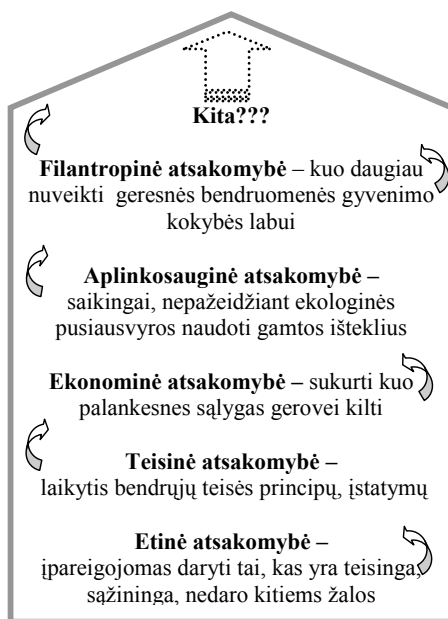 Kita???
Filantropinė atsakomybė – kuo daugiau
nuveikti geresnės bendruomenės gyvenimo
kokybės labui
Aplinkosauginė atsakomybė –
saikingai, nepažeidžiant ekologinės
pusiausvyros naudoti gamtos išteklius
Ekonominė atsakomybė – sukurti kuo
palankesnes sąlygas gerovei kilti
Teisinė atsakomybė –
laikytis bendrųjų teisės principų, įstatymų
Etinė atsakomybė –
įpareigojomas daryti tai, kas yra teisinga,
sąžininga, nedaro kitiems žalos